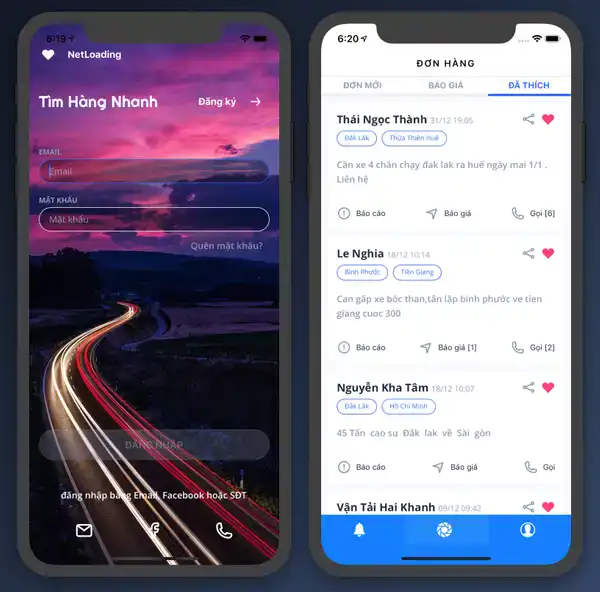 6:19
NetLoading
Tìm Hàng Nhanh
Đăng ký
EMAIL
Email
MẬT KHẨU
Mật khẩu
Quên mật khẩu?
ĐĂNG NHẬP
đăng nhập bằng Email, Facebook hoặc SĐT
6:20
ĐƠN HÀNG
ĐƠN MỚI BÁO GIÁ ĐÃ THÍCH
Thái Ngọc Thành 31/12 19:05
Đắk Lắk Thừa Thiên Huế
Cần xe 4 chân chạy đak lak ra huế ngày mai 1/1 .
Liên hệ
Báo cáo Báo giá Gọi [6]
Le Nghia 18/12 10:14
Bình Phước Tiền Giang
Can gấp xe bôc than,tân lập binh phước ve tien
giang cuoc 300
Báo cáo Báo giá [1] Gọi [2]
Nguyễn Kha Tâm 18/12 10:07
Đắk Lắk Hồ Chí Minh
45 Tấn cao su Đăk lak về Sài gòn
Báo cáo Báo giá Gọi
Vận Tải Hai Khanh 09/12 09:42